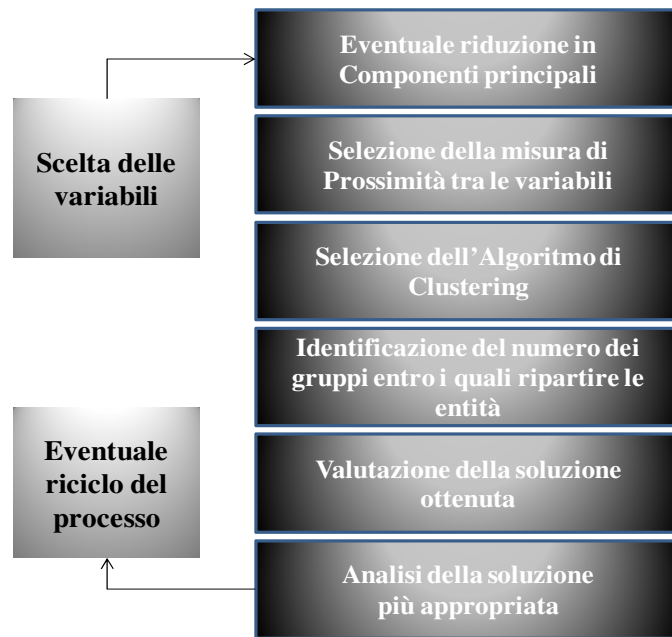 Scelta delle
variabili
Eventuale riduzione in
Componenti principali
Selezione della misura di
Prossimità tra le variabili
Selezione dell’Algoritmo di
Clustering
Identificazione del numero dei
gruppi entro i quali ripartire le
entità
Valutazione della soluzione
ottenuta
Analisi della soluzione
più appropriata
Eventuale
riciclo del
processo